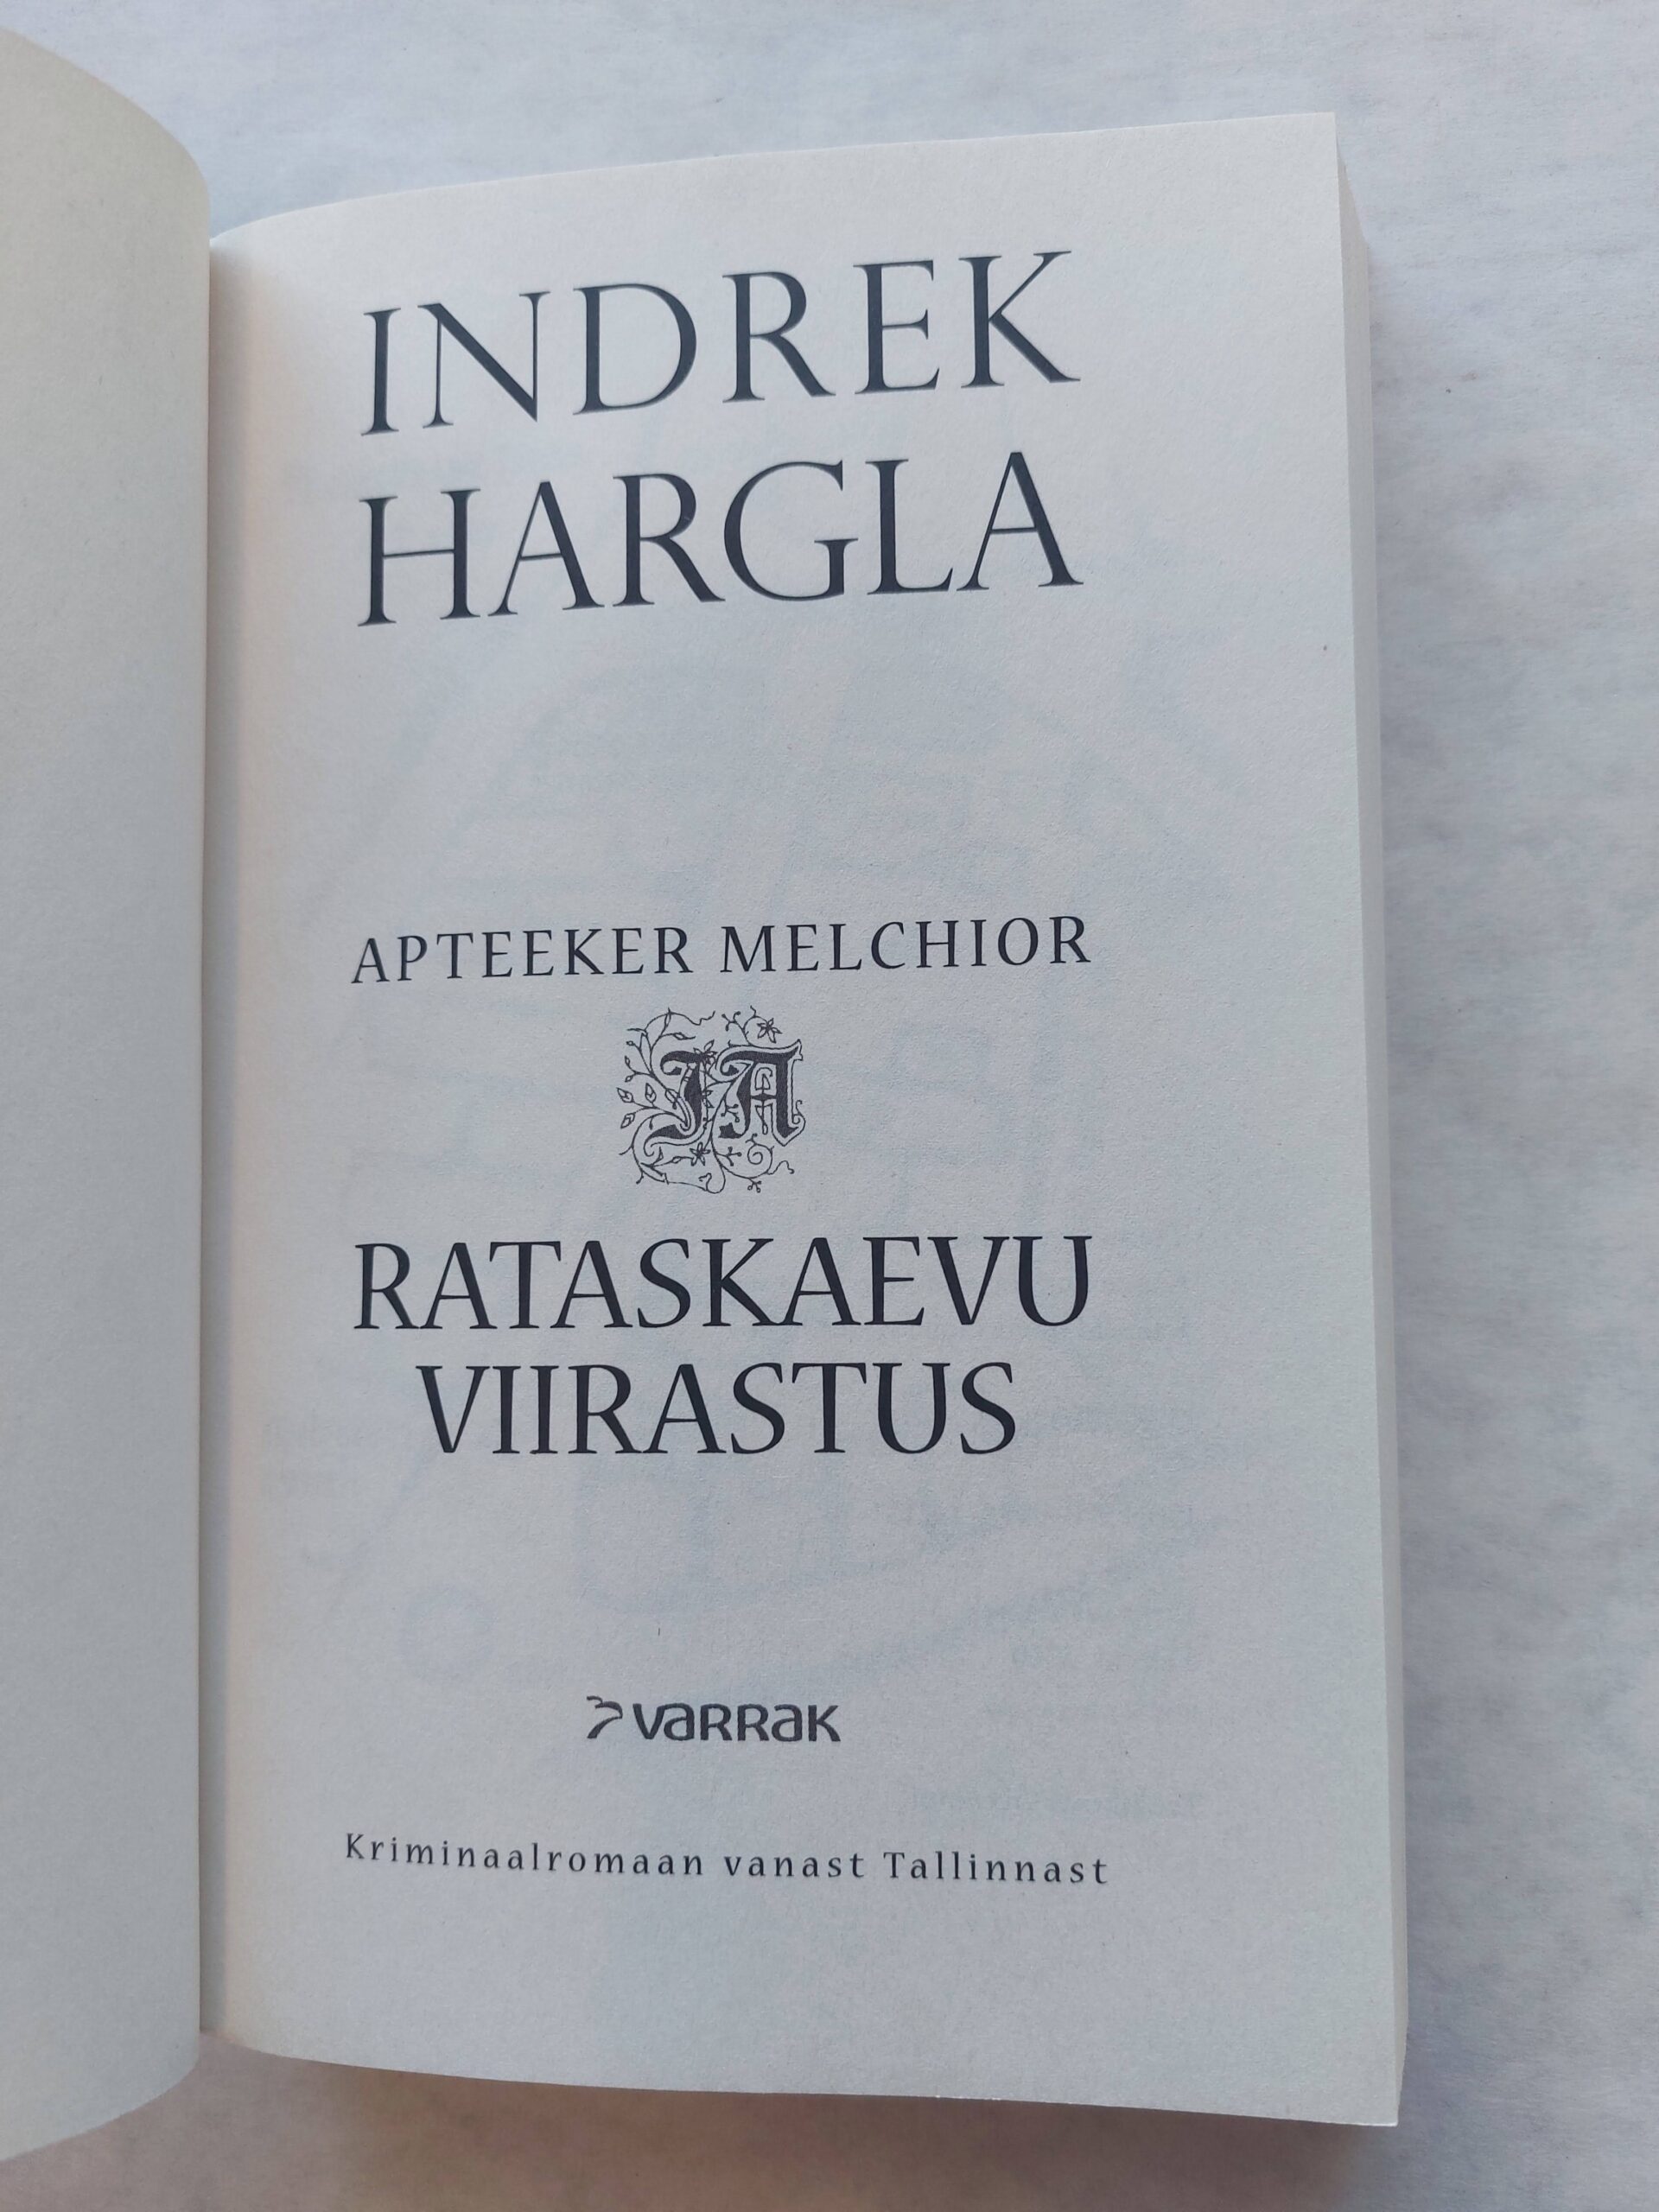 INDREK
HARGLA
APTEEKER MELCHIOR
JA
RATASKAEVU
VIIRASTUS
VARRAK
Kriminaalromaan vanast Tallinnast